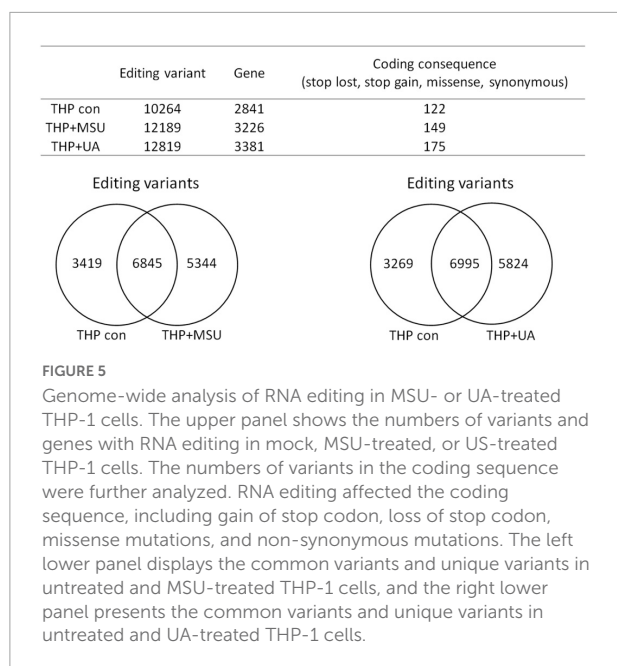 Editing variant Gene Coding consequence
(stop lost, stop gain, missense, synonymous)
THP con 10264 2841 122
THP+MSU 12189 3226 149
THP+UA 12819 3381 175
Editing variants Editing variants
3419 6845 5344 3269 6995 5824
THP con THP+MSU THP con THP+UA
FIGURE 5
Genome-wide analysis of RNA editing in MSU- or UA-treated
THP-1 cells. The upper panel shows the numbers of variants and
genes with RNA editing in mock, MSU-treated, or US-treated
THP-1 cells. The numbers of variants in the coding sequence
were further analyzed. RNA editing affected the coding
sequence, including gain of stop codon, loss of stop codon,
missense mutations, and non-synonymous mutations. The left
lower panel displays the common variants and unique variants in
untreated and MSU-treated THP-1 cells, and the right lower
panel presents the common variants and unique variants in
untreated and UA-treated THP-1 cells.